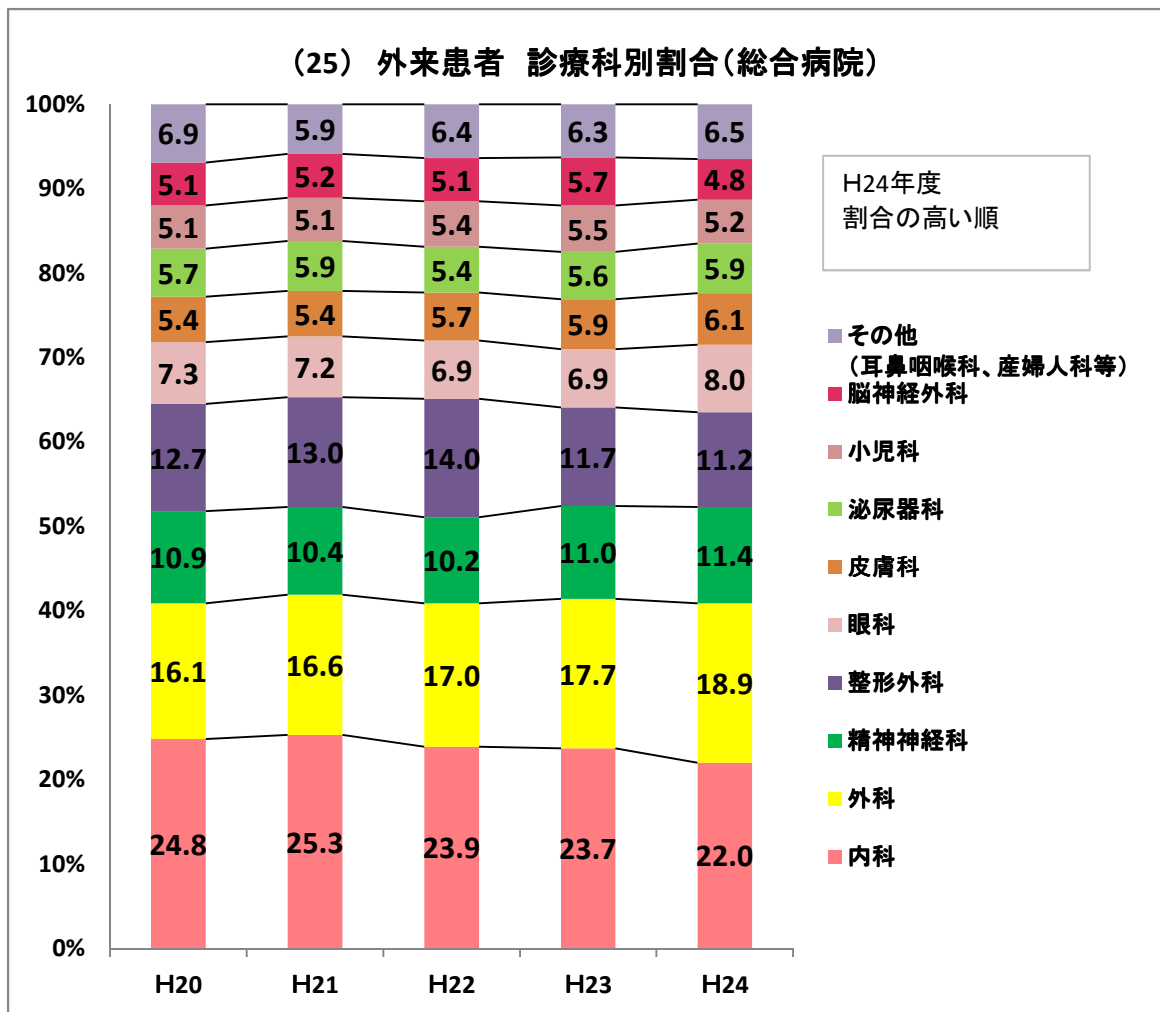 (25) 外来患者 診療科別割合(総合病院)
100%
90%
80%
70%
60%
50%
40%
30%
20%
10%
0%
6.9 5.9 6.4 6.3 6.5
5.1 5.2 5.1 5.7 4.8
5.1 5.1 5.4 5.5 5.2
5.7 5.9 5.4 5.6 5.9
5.4 5.4 5.7 5.9 6.1
7.3 7.2 6.9 6.9 8.0
12.7 13.0 14.0 11.7 11.2
10.9 10.4 10.2 11.0 11.4
16.1 16.6 17.0 17.7 18.9
24.8 25.3 23.9 23.7 22.0
H20 H21 H22 H23 H24
H24年度
割合の高い順
その他
(耳鼻咽喉科、産婦人科等)
脳神経外科
小児科
泌尿器科
皮膚科
眼科
整形外科
精神神経科
外科
内科